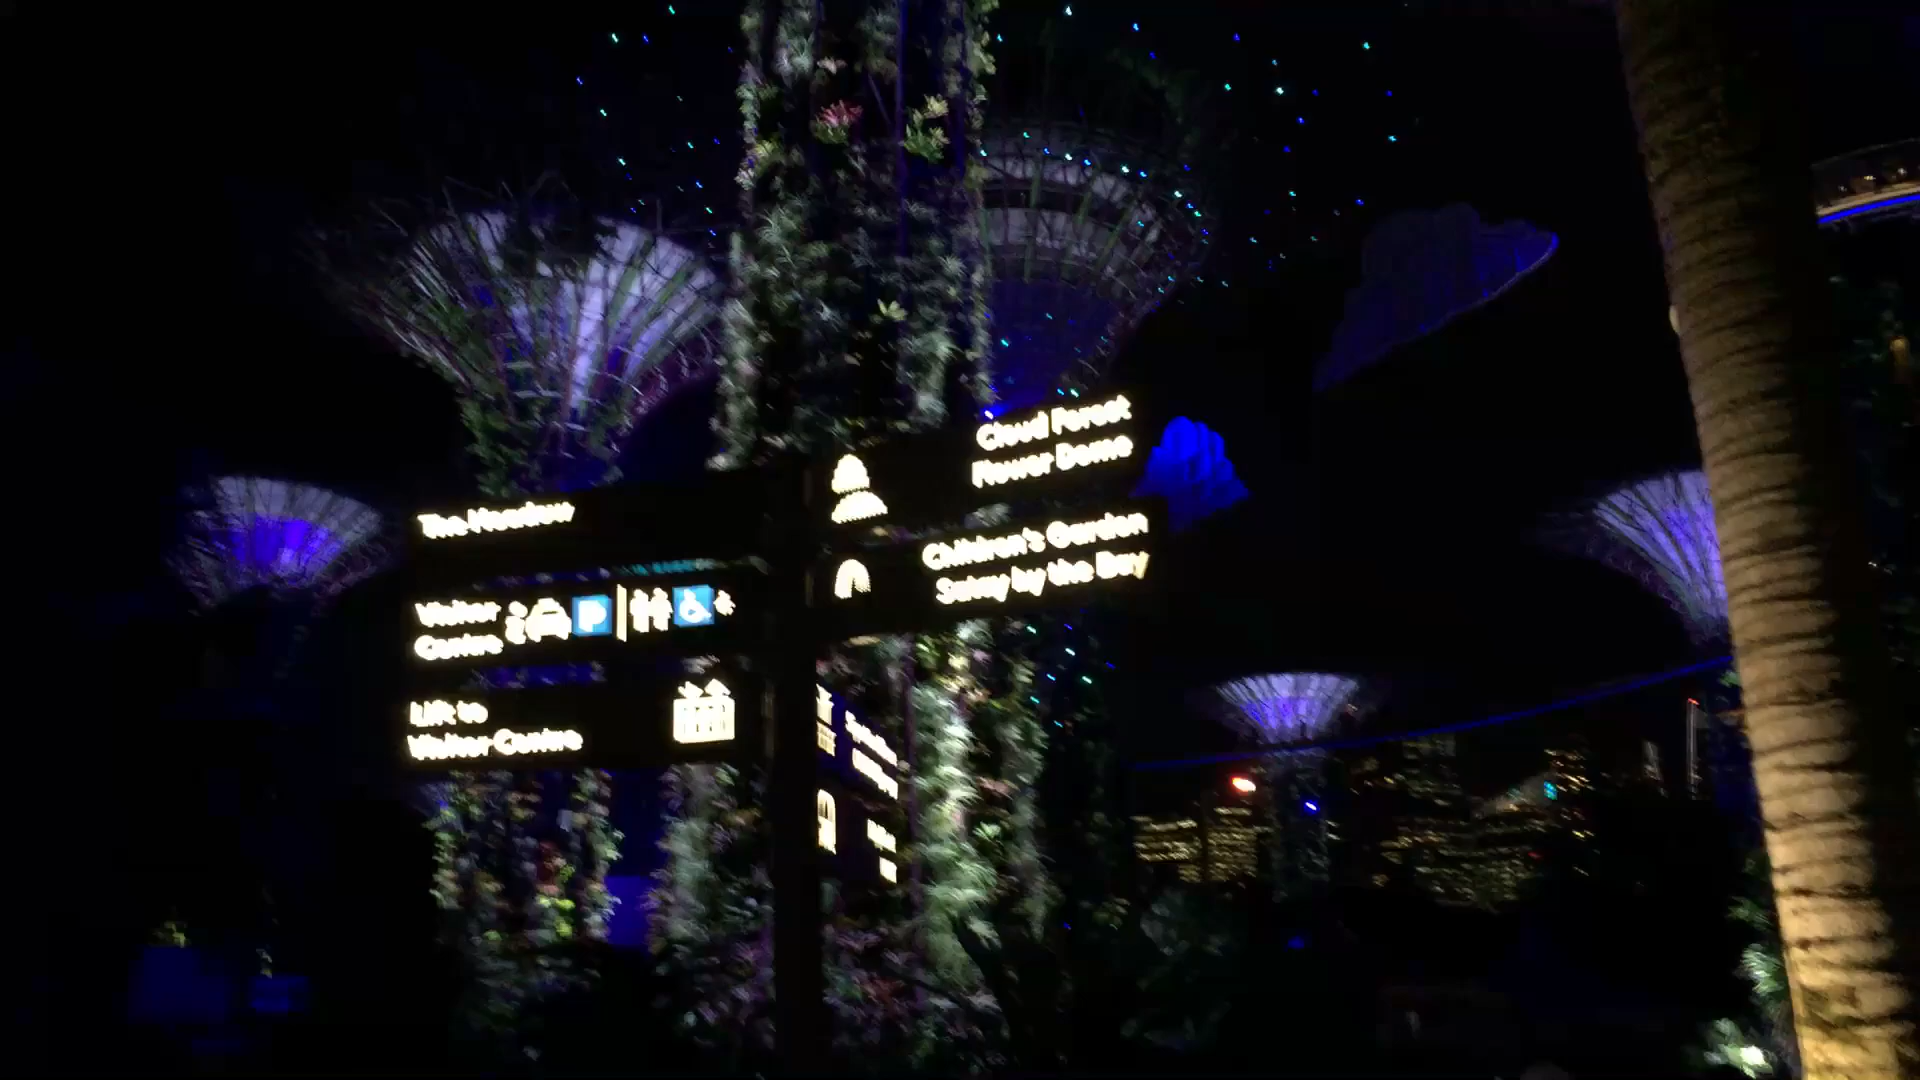 The Meadow
Visitor
Centre
P
Lift to
Visitor Centre
Cloud Forest
Flower Dome
Children's Garden
Satay by the Bay